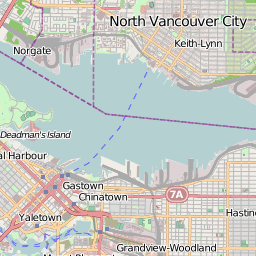 North Vancouver City
Keith-Lynn
Norgate
Deadman's Island
al Harbour
Gastown
7A
Chinatown
Yaletown
Hastin
Grandview-Woodland